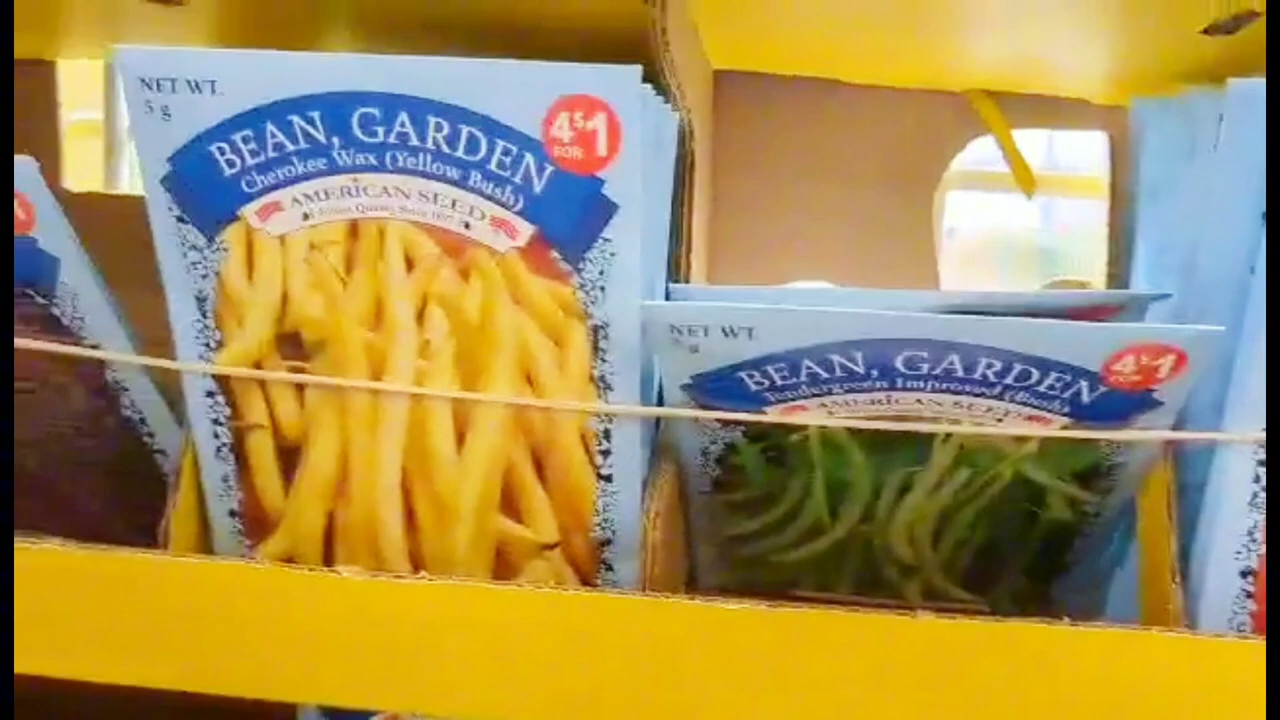 NET WT.
5 g
BEAN, GARDEN
Cherokee Wax (Yellow Bush)
AMERICAN SEED
4 FOR $1
NET WT.
BEAN, GARDEN
Tendergreen Improved (Bush)
AMERICAN SEED
4 FOR $1